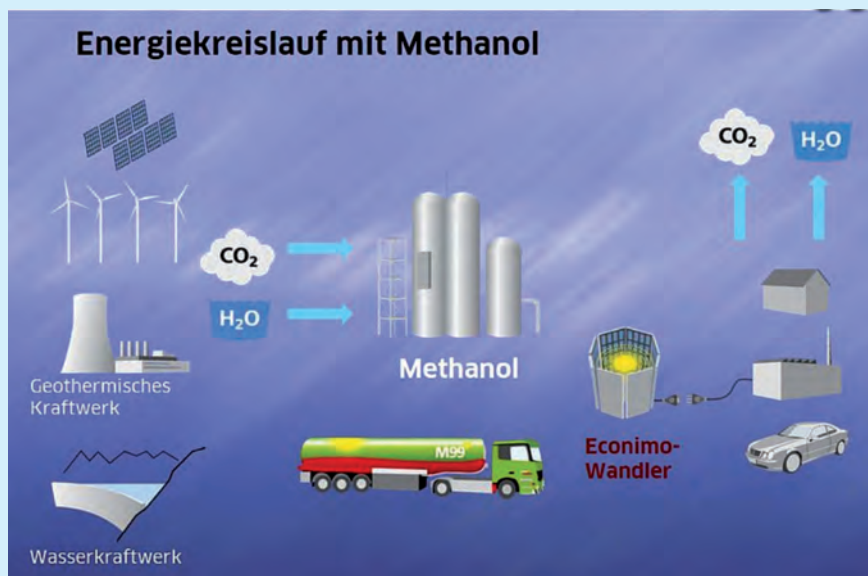 Energiekreislauf mit Methanol
CO₂
H₂O
CO₂
H₂O
Methanol
Geothermisches
Kraftwerk
M99
Econimo-
Wandler
Wasserkraftwerk